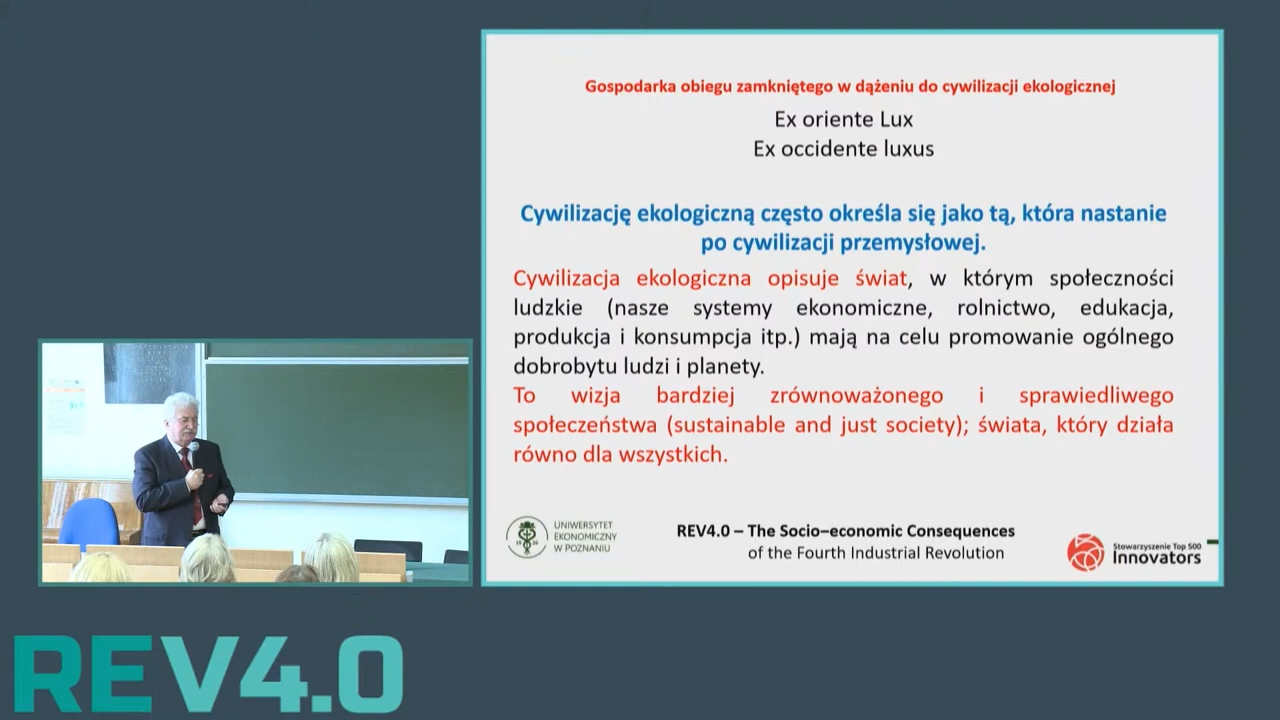 Gospodarka obiegu zamkniętego w dążeniu do cywilizacji ekologicznej
Ex oriente Lux
Ex occidente luxus
Cywilizację ekologiczną często określa się jako tą, która nastanie
po cywilizacji przemysłowej.
Cywilizacja ekologiczna opisuje świat, w którym społeczności
ludzkie (nasze systemy ekonomiczne, rolnictwo, edukacja,
produkcja i konsumpcja itp.) mają na celu promowanie ogólnego
dobrobytu ludzi i planety.
To wizja bardziej zrównoważonego i sprawiedliwego
społeczeństwa (sustainable and just society); świata, który działa
równo dla wszystkich.
UNIWERSYTET
EKONOMICZNY
W POZNANIU
REV4.0 – The Socio–economic Consequences
of the Fourth Industrial Revolution
Stowarzyszenie Top 500
Innovators
REV4.0